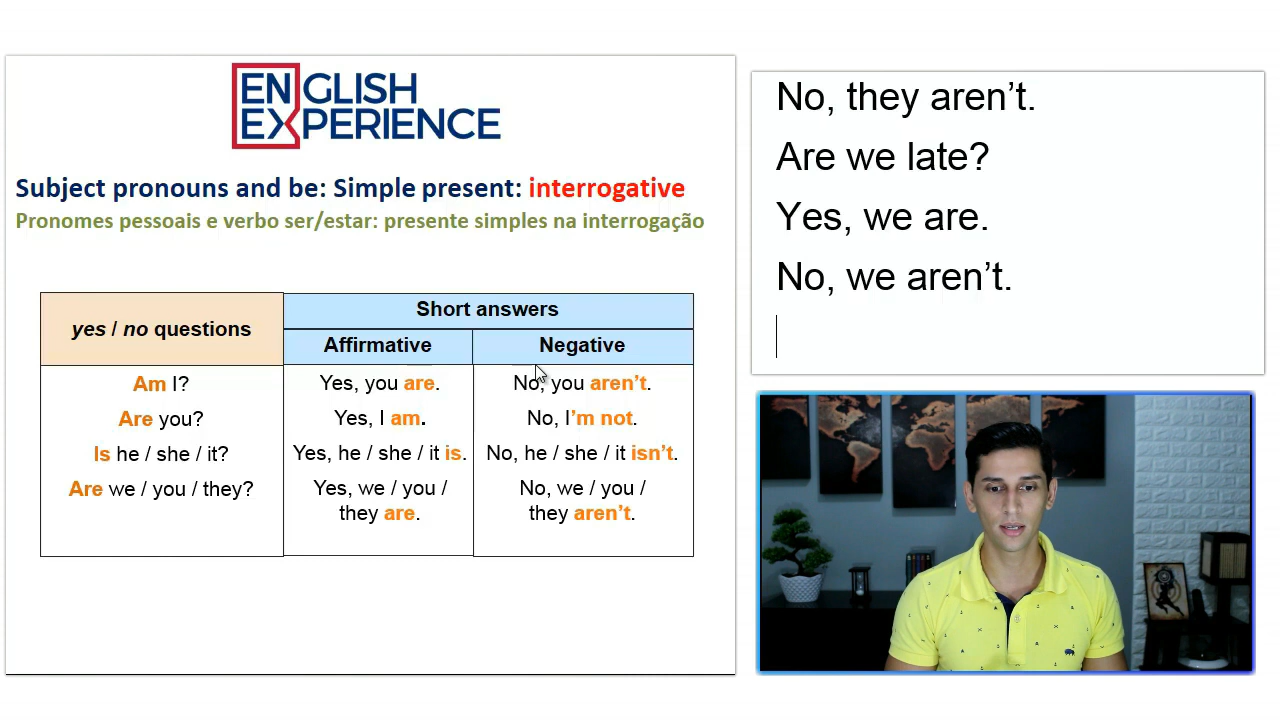 ENGLISH
EXPERIENCE
Subject pronouns and be: Simple present: interrogative
Pronomes pessoais e verbo ser/estar: presente simples na interrogação
yes / no questions
Short answers
Affirmative
Negative
Am I?
Yes, you are.
No, you aren't.
Are you?
Yes, I am.
No, I'm not.
Is he / she / it?
Yes, he / she / it is.
No, he / she / it isn't.
Are we / you / they?
Yes, we / you /
they are.
No, we / you /
they aren't.
No, they aren’t.
Are we late?
Yes, we are.
No, we aren’t.